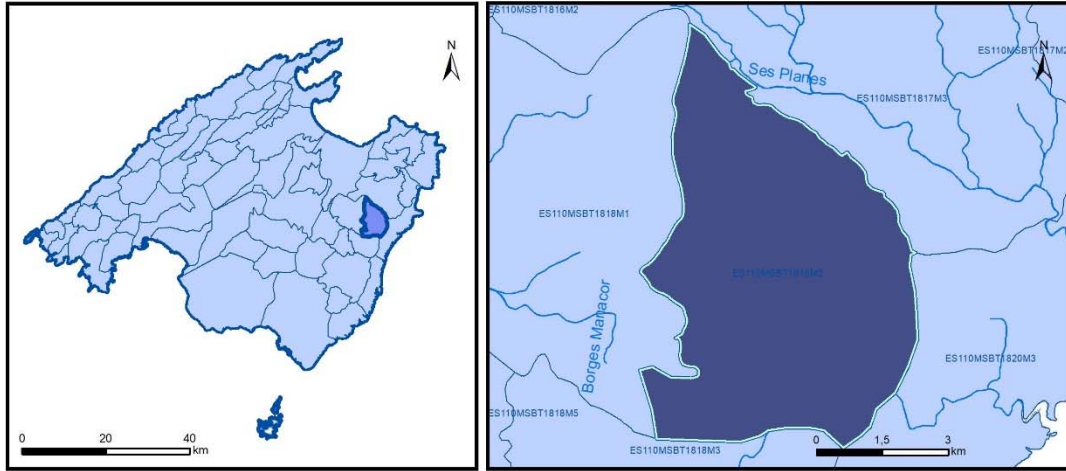 N
0
20
40
km
ES110MSBT1816M2
ES110MSBT1817M2
N
Ses Planes
ES110MSBT1817M3
ES110MSBT1818M1
Borges Manacor
ES110MSBT1820M3
ES110MSBT1818M5
ES110MSBT1818M3
0
1,5
3
km